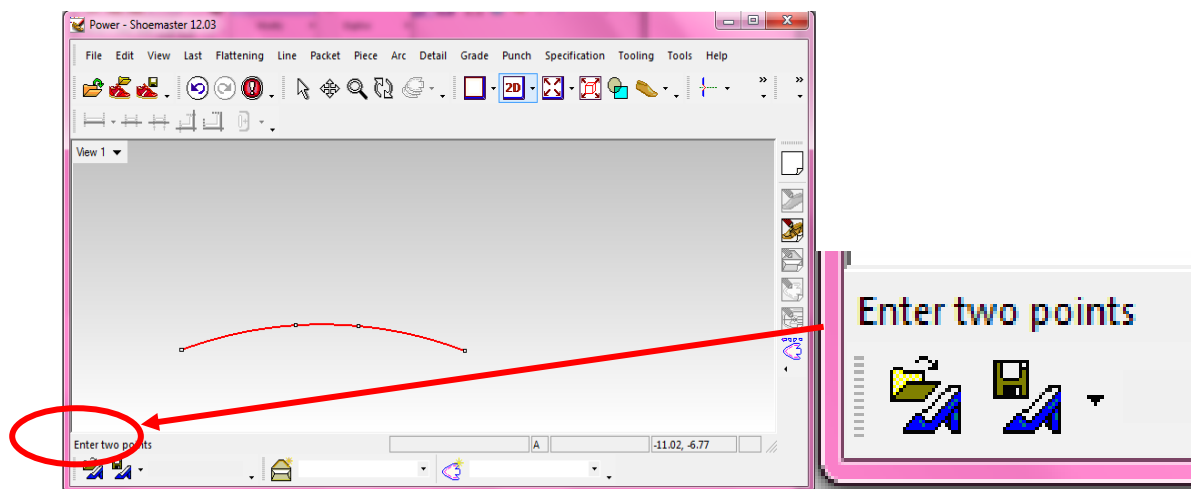 Power - Shoemaster 12.03
File Edit View Last Flattening Line Packet Piece Arc Detail Grade Punch Specification Tooling Tools Help
2D
View 1
Enter two points
A
-11.02, -6.77
Enter two points